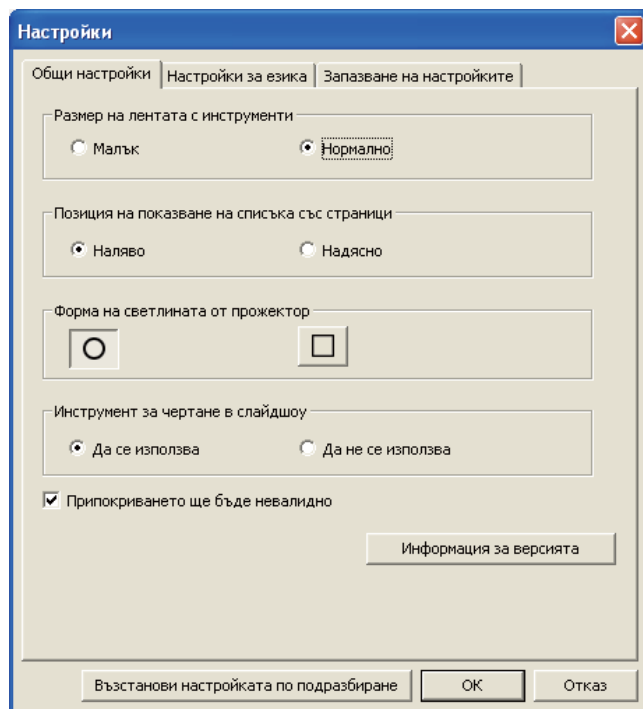 Настройки
Общи настройки Настройки за езика Запазване на настройките
Размер на лентата с инструменти
Малък Нормално
Позиция на показване на списъка със страници
Наляво Надясно
Форма на светлината от прожектор
Инструмент за чертане в слайдшоу
Да се използва Да не се използва
Припокриването ще бъде невалидно
Информация за версията
Възстанови настройката по подразбиране ОК Отказ